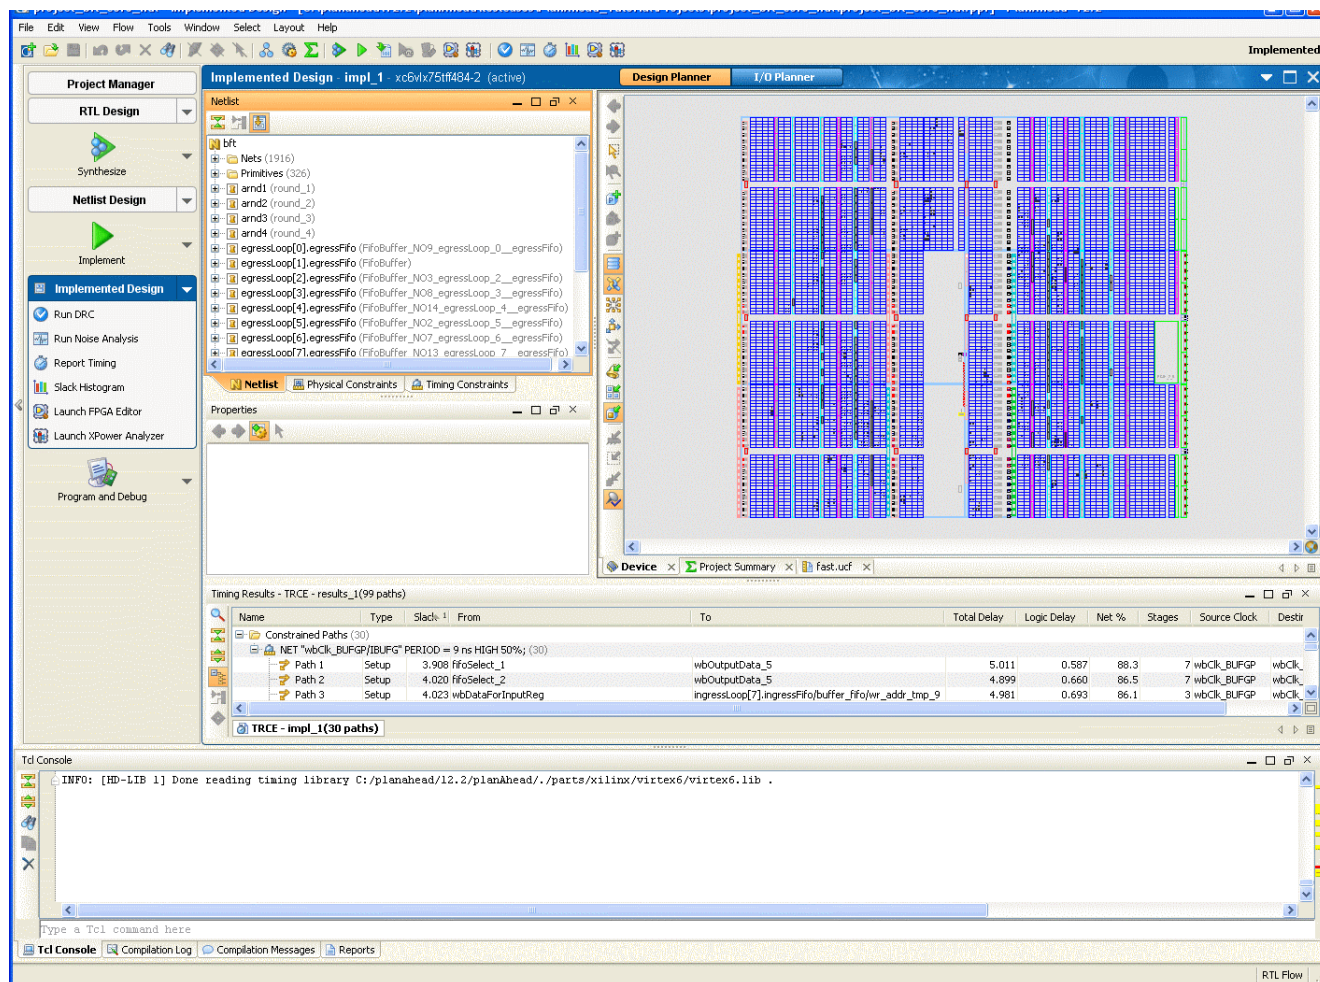 File Edit View Flow Tools Window Select Layout Help
Implemented
Project Manager
RTL Design
Synthesize
Netlist Design
Implement
Implemented Design
Run DRC
Run Noise Analysis
Report Timing
Slack Histogram
Launch FPGA Editor
Launch XPower Analyzer
Program and Debug
Implemented Design - impl_1 - xc6vlx75tff484-2 (active)
Design Planner
I/O Planner
Netlist
bft
Nets (1916)
Primitives (326)
arnd1 (round_1)
arnd2 (round_2)
arnd3 (round_3)
arnd4 (round_4)
egressLoop[0].egressFifo (FifoBuffer_NO9_egressLoop_0__egressFifo)
egressLoop[1].egressFifo (FifoBuffer)
egressLoop[2].egressFifo (FifoBuffer_NO3_egressLoop_2__egressFifo)
egressLoop[3].egressFifo (FifoBuffer_NO8_egressLoop_3__egressFifo)
egressLoop[4].egressFifo (FifoBuffer_NO14_egressLoop_4__egressFifo)
egressLoop[5].egressFifo (FifoBuffer_NO2_egressLoop_5__egressFifo)
egressLoop[6].egressFifo (FifoBuffer_NO7_egressLoop_6__egressFifo)
egressLoop[7].egressFifo (FifoBuffer_NO13_egressLoop_7__egressFifo)
Netlist Physical Constraints Timing Constraints
Properties
Device Project Summary fast.ucf
Timing Results - TRCE - results_1(99 paths)
Name Type Slack 1 From To Total Delay Logic Delay Net % Stages Source Clock Destir
Constrained Paths (30)
NET "wbClk_BUFGP/IBUFG" PERIOD = 9 ns HIGH 50%; (30)
Path 1 Setup 3.908 fifoSelect_1 wbOutputData_5 5.011 0.587 88.3 7 wbClk_BUFGP wbClk_
Path 2 Setup 4.020 fifoSelect_2 wbOutputData_5 4.899 0.660 86.5 7 wbClk_BUFGP wbClk_
Path 3 Setup 4.023 wbDataForInputReg ingressLoop[7].ingressFifo/buffer_fifo/wr_addr_tmp_9 4.981 0.693 86.1 3 wbClk_BUFGP wbClk_
TRCE - impl_1(30 paths)
Tcl Console
INFO: [HD-LIB 1] Done reading timing library C:/planahead/12.2/planAhead/./parts/xilinx/virtex6/virtex6.lib .
Type a Tcl command here
Tcl Console Compilation Log Compilation Messages Reports
RTL Flow